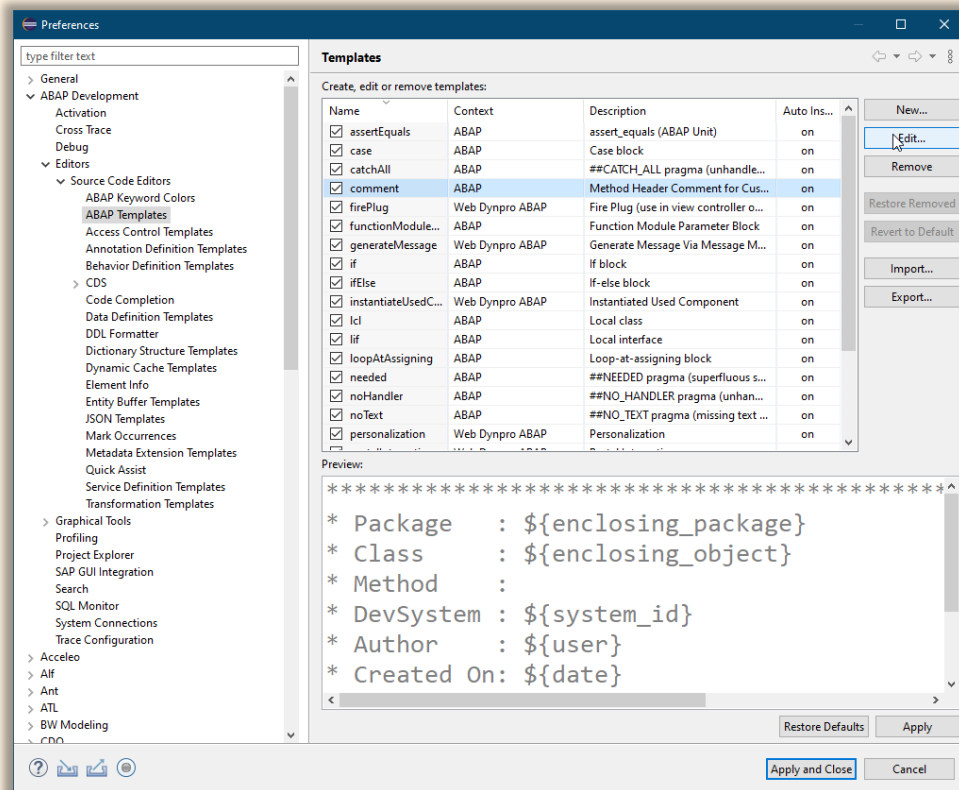 Preferences
type filter text
General
ABAP Development
Activation
Cross Trace
Debug
Editors
Source Code Editors
ABAP Keyword Colors
ABAP Templates
Access Control Templates
Annotation Definition Templates
Behavior Definition Templates
CDS
Code Completion
Data Definition Templates
DDL Formatter
Dictionary Structure Templates
Dynamic Cache Templates
Element Info
Entity Buffer Templates
JSON Templates
Mark Occurrences
Metadata Extension Templates
Quick Assist
Service Definition Templates
Transformation Templates
Graphical Tools
Profiling
Project Explorer
SAP GUI Integration
Search
SQL Monitor
System Connections
Trace Configuration
Acceleo
Alf
Ant
ATL
BW Modeling
CDO
Templates
Create, edit or remove templates:
Name Context Description Auto Ins...
assertEquals ABAP assert_equals (ABAP Unit) on
case ABAP Case block on
catchAll ABAP ##CATCH_ALL pragma (unhandle... on
comment ABAP Method Header Comment for Cus... on
firePlug Web Dynpro ABAP Fire Plug (use in view controller o... on
functionModule... ABAP Function Module Parameter Block on
generateMessage Web Dynpro ABAP Generate Message Via Message M... on
if ABAP If block on
ifElse ABAP If-else block on
instantiateUsedC... Web Dynpro ABAP Instantiated Used Component on
lcl ABAP Local class on
lif ABAP Local interface on
loopAtAssigning ABAP Loop-at-assigning block on
needed ABAP ##NEEDED pragma (superfluous s... on
noHandler ABAP ##NO_HANDLER pragma (unhan... on
noText ABAP ##NO_TEXT pragma (missing text ... on
personalization Web Dynpro ABAP Personalization on
New...
Edit...
Remove
Restore Removed
Revert to Default
Import...
Export...
Preview:
********************************************
* Package : ${enclosing_package}
* Class : ${enclosing_object}
* Method :
* DevSystem : ${system_id}
* Author : ${user}
* Created On: ${date}
Restore Defaults
Apply
Apply and Close
Cancel